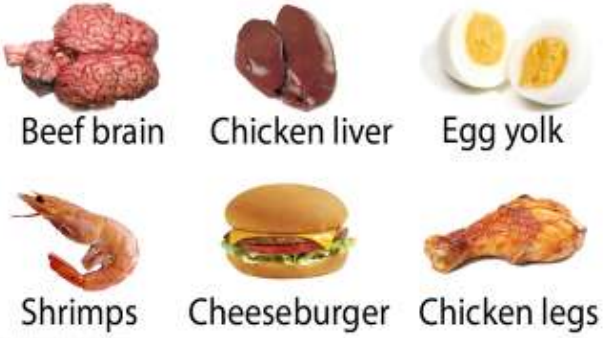 Beef brain
Chicken liver
Egg yolk
Shrimps
Cheeseburger
Chicken legs